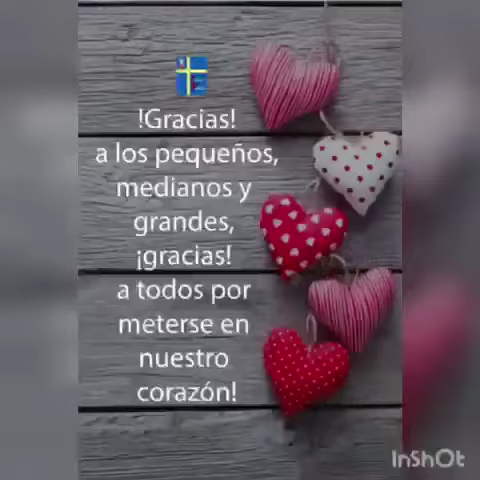 !Gracias!
a los pequeños,
medianos y
grandes,
¡gracias!
a todos por
meterse en
nuestro
corazón!
InShOt